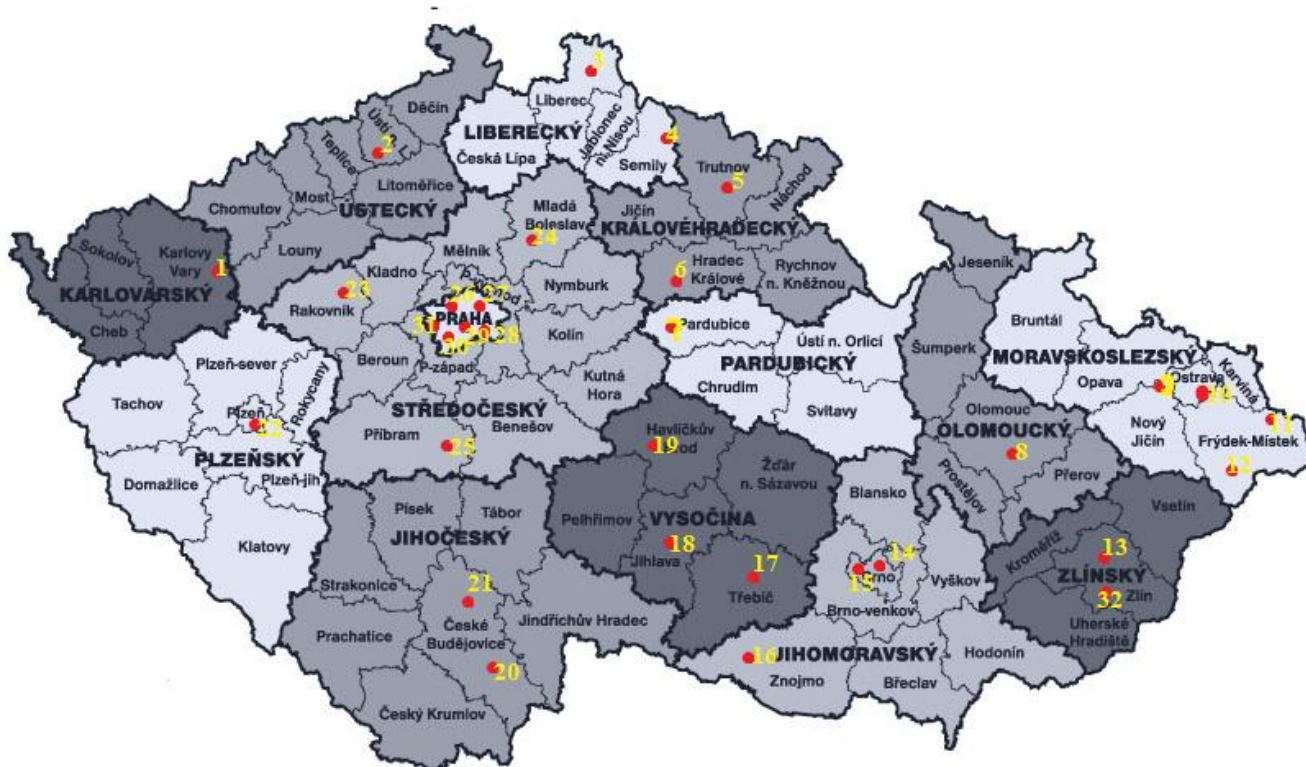 3
Děčín
Ústí n.
2
Teplice
Liberec
LIBERECKÝ
Jablonec
n. Nisou
4
Česká Lípa
Semily
Trutnov
5
Náchod
Most
Litoměřice
Chomutov
ÚSTECKÝ
Mladá
Boleslav
24
Jičín
KRÁLOVÉHRADECKÝ
Louny
Mělník
Sokolov
Karlovy
Vary
1
KARLOVARSKÝ
Cheb
Kladno
23
Rakovník
Nymburk
6
Hradec
Králové
Rychnov
n. Kněžnou
Jeseník
26
27
PRAHA
31
29
28
30
P-západ
Kolín
7
Pardubice
Ústí n. Orlicí
PARDUBICKÝ
Chrudim
Svitavy
Bruntál
Šumperk
MORAVSKOSLEZSKÝ
Opava
Ostrava
Karviná
10
Plzeň-sever
Rokycany
Beroun
Kutná
Hora
Tachov
Plzeň
22
STŘEDOČESKÝ
Benešov
Příbram
25
PLZEŇSKÝ
Domažlice
Plzeň-jih
Klatovy
Havlíčkův
19
Olomouc
OLOMOUCKÝ
8
Nový
Jičín
11
Frýdek-Místek
12
Přerov
Prostějov
Žďár
n. Sázavou
Blansko
Písek
Tábor
JIHOČESKÝ
Pelhřimov
VYSOČINA
18
Jihlava
17
Třebíč
14
15
Brno
Vyškov
Brno-venkov
Vsetín
Kroměříž
13
ZLÍNSKÝ
32
Zlín
Uherské
Hradiště
Strakonice
21
Prachatice
České
Budějovice
20
Jindřichův Hradec
Český Krumlov
16
JIHOMORAVSKÝ
Znojmo
Břeclav
Hodonín